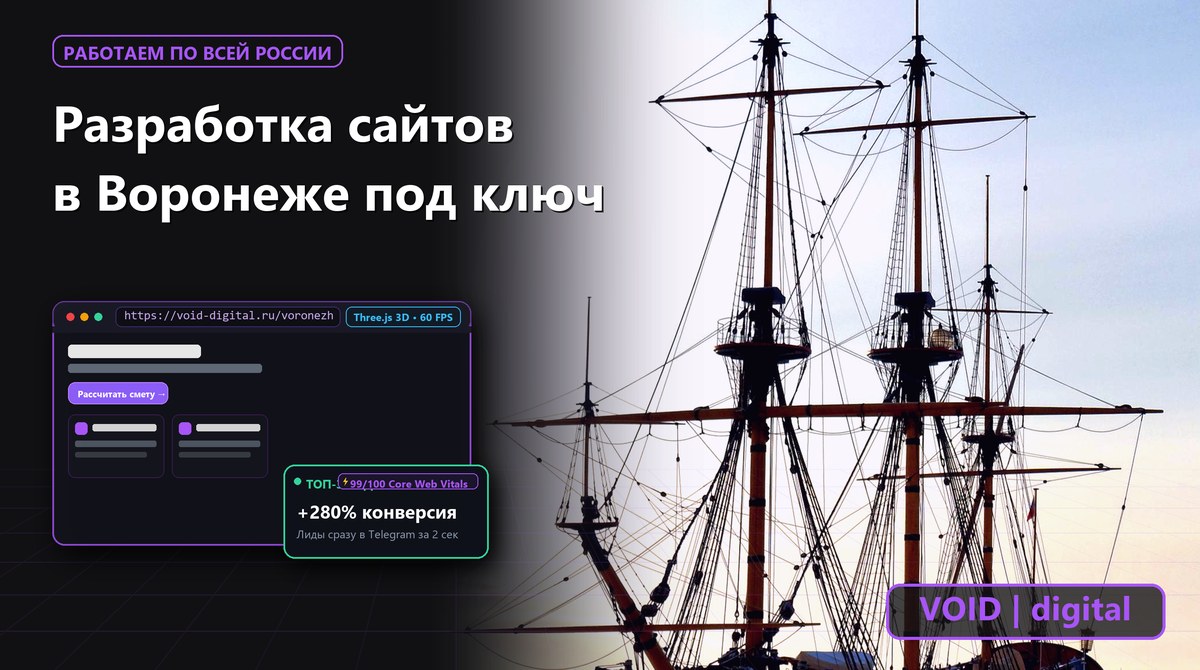 РАБОТАЕМ ПО ВСЕЙ РОССИИ
Разработка сайтов
в Воронеже под ключ
https://void-digital.ru/voronezh
Three.js 3D • 60 FPS
Рассчитать смету →
ТОП-
99/100 Core Web Vitals
+280% конверсия
Лиды сразу в Telegram за 2 сек
VOID | digital